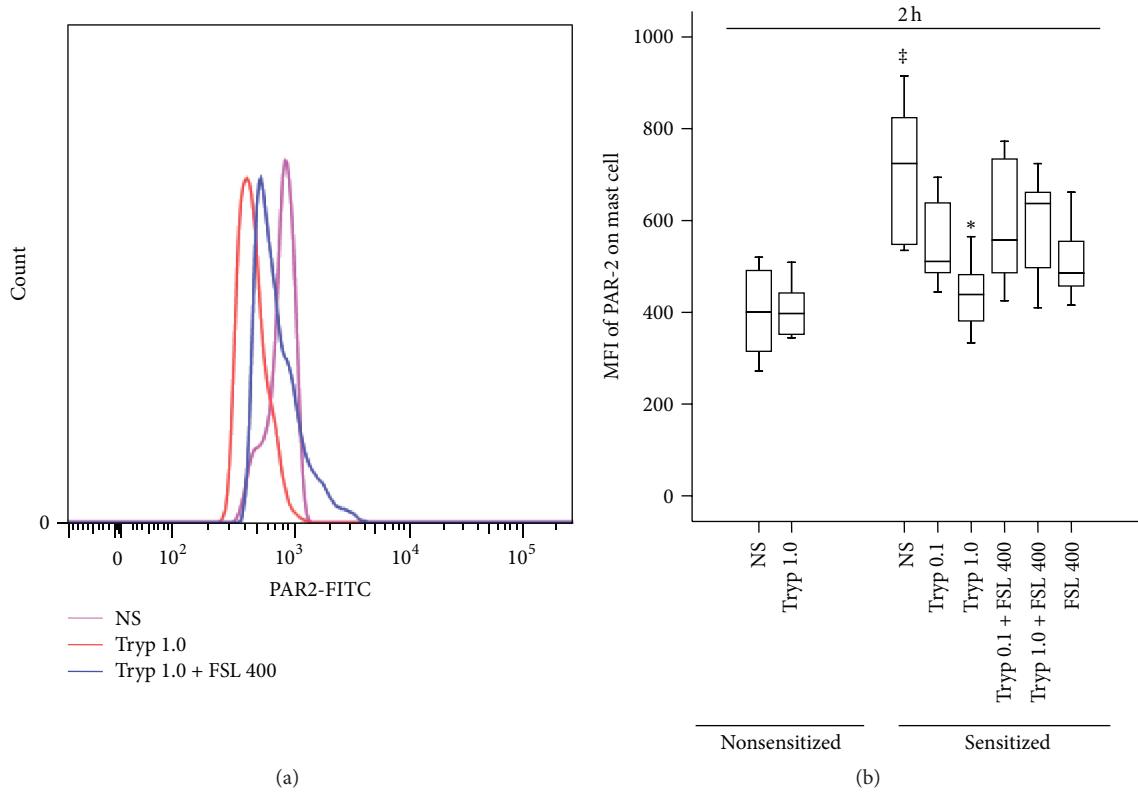 Count
0
0
10²
10³
10⁴
10⁵
PAR2-FITC
NS
Tryp 1.0
Tryp 1.0 + FSL 400
(a)
2 h
MFI of PAR-2 on mast cell
1000
800
600
400
200
0
‡
*
NS
Tryp 1.0
NS
Tryp 0.1
Tryp 1.0
Tryp 0.1 + FSL 400
Tryp 1.0 + FSL 400
FSL 400
Nonsensitized
Sensitized
(b)